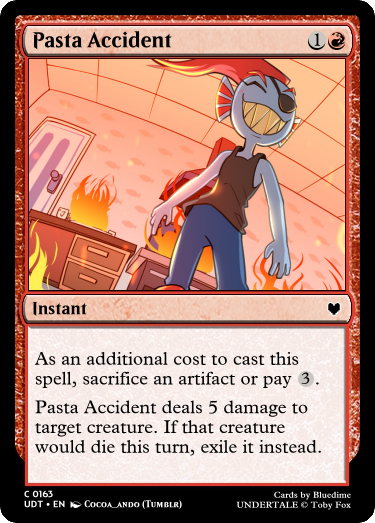 Pasta Accident 1
Instant
As an additional cost to cast this
spell, sacrifice an artifact or pay 3.
Pasta Accident deals 5 damage to
target creature. If that creature
would die this turn, exile it instead.
C 0163
UDT • EN Cocoa_ando (Tumblr)
Cards by Bluedime
UNDERTALE © Toby Fox